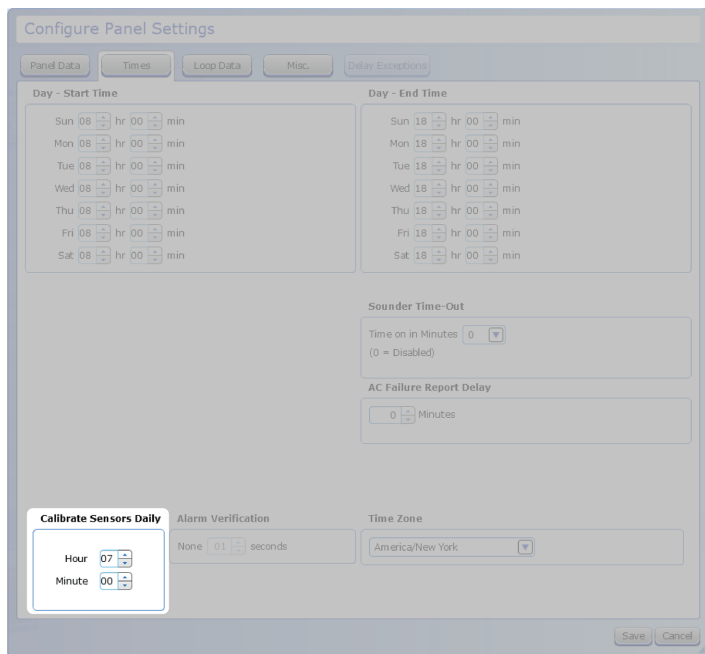 Configure Panel Settings
Panel Data Times Loop Data Misc. Delay Exceptions
Day - Start Time
Sun 08 hr 00 min
Mon 08 hr 00 min
Tue 08 hr 00 min
Wed 08 hr 00 min
Thu 08 hr 00 min
Fri 08 hr 00 min
Sat 08 hr 00 min
Day - End Time
Sun 18 hr 00 min
Mon 18 hr 00 min
Tue 18 hr 00 min
Wed 18 hr 00 min
Thu 18 hr 00 min
Fri 18 hr 00 min
Sat 18 hr 00 min
Sounder Time-Out
Time on in Minutes 0
(0 = Disabled)
AC Failure Report Delay
0 Minutes
Calibrate Sensors Daily
Hour 07
Minute 00
Alarm Verification
None 01 seconds
Time Zone
America/New York
Save Cancel